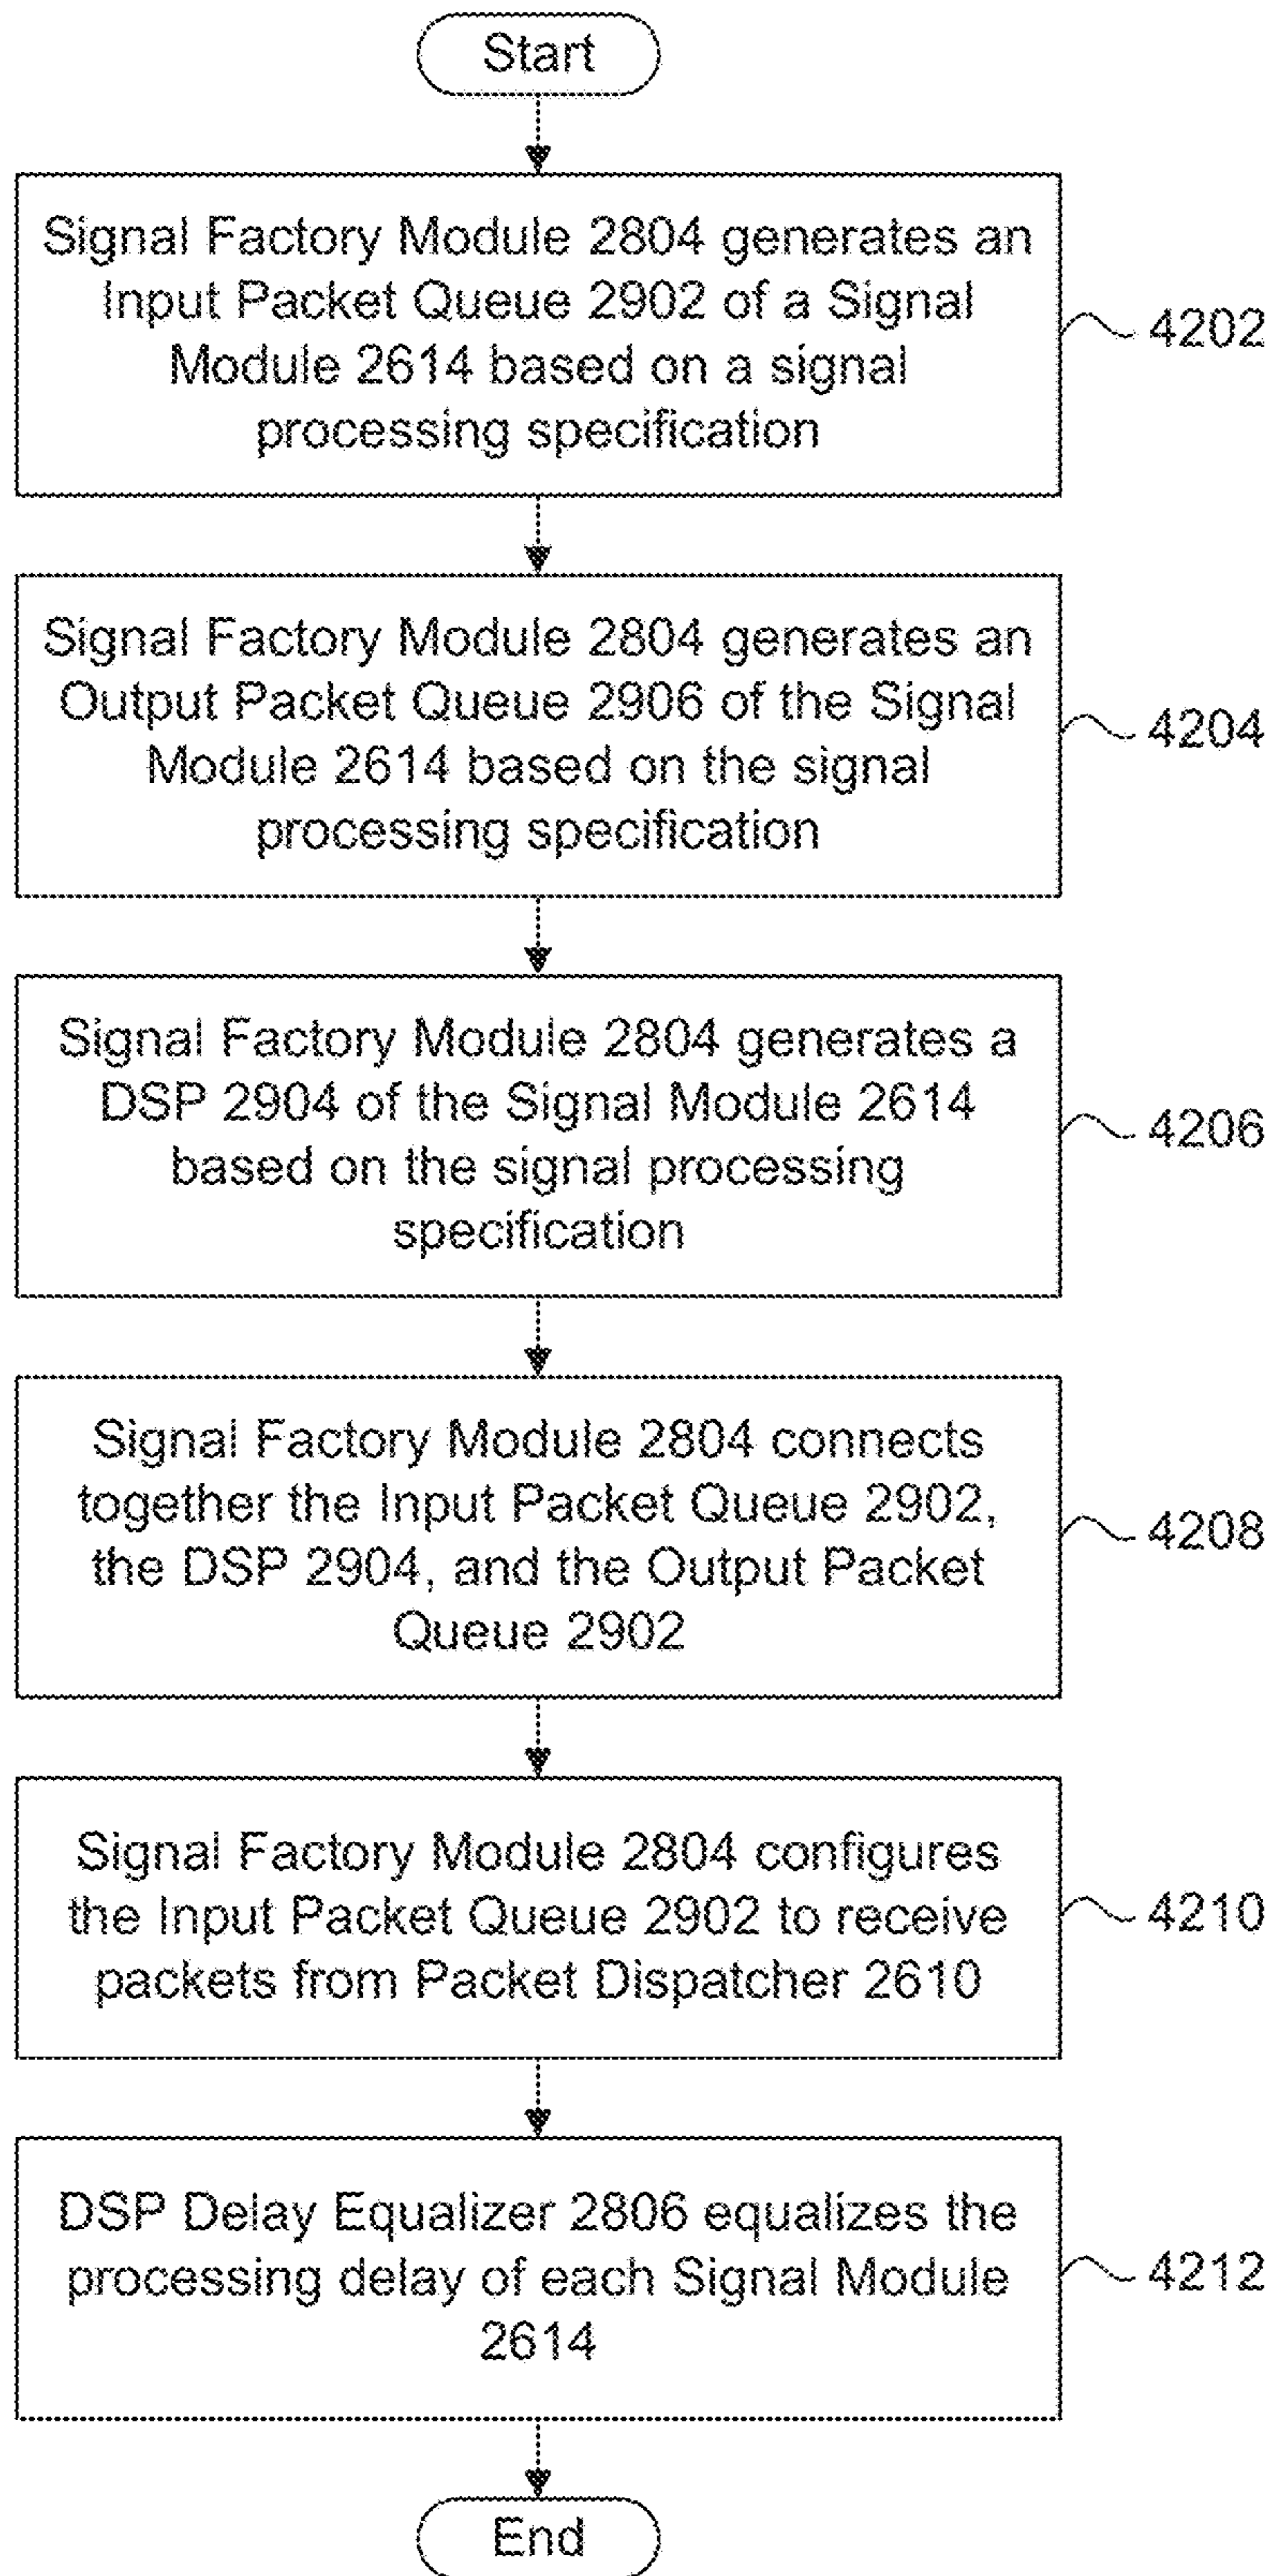 Start
Signal Factory Module 2804 generates an
Input Packet Queue 2902 of a Signal
Module 2614 based on a signal
processing specification
4202
Signal Factory Module 2804 generates an
Output Packet Queue 2906 of the Signal
Module 2614 based on the signal
processing specification
4204
Signal Factory Module 2804 generates a
DSP 2904 of the Signal Module 2614
based on the signal processing
specification
4206
Signal Factory Module 2804 connects
together the Input Packet Queue 2902,
the DSP 2904, and the Output Packet
Queue 2902
4208
Signal Factory Module 2804 configures
the Input Packet Queue 2902 to receive
packets from Packet Dispatcher 2610
4210
DSP Delay Equalizer 2806 equalizes the
processing delay of each Signal Module
2614
4212
End